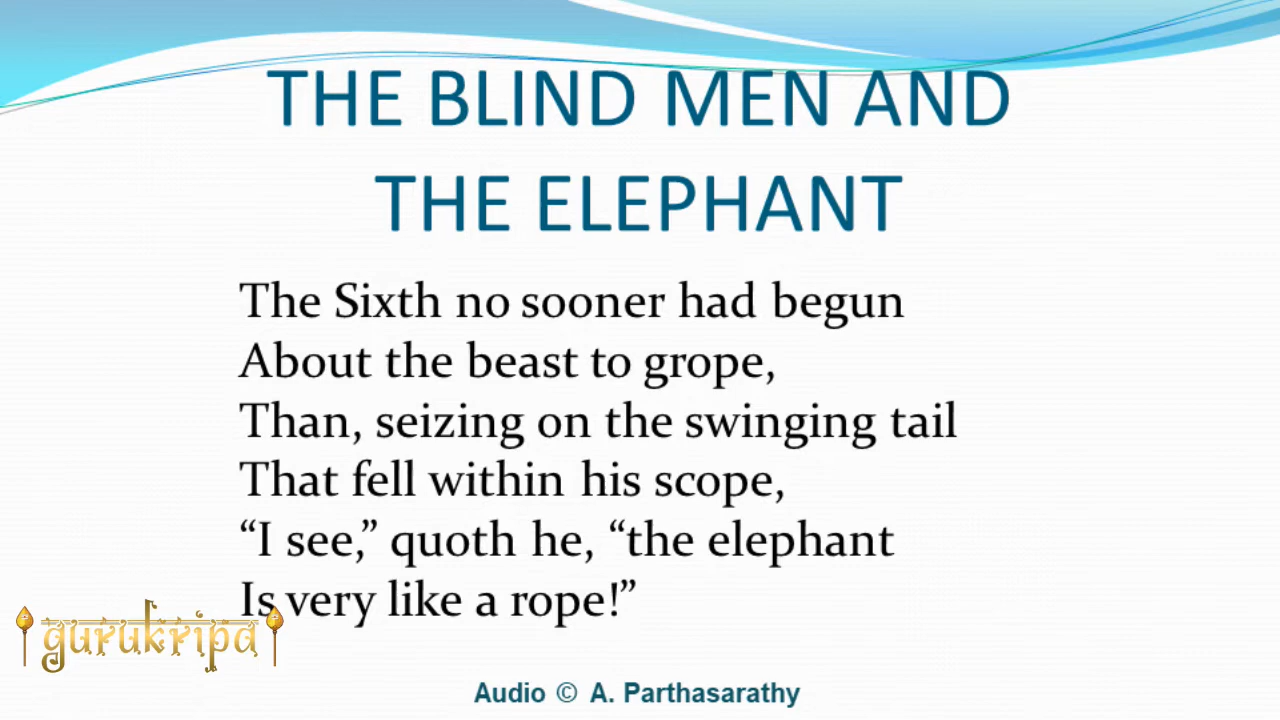 THE BLIND MEN AND
THE ELEPHANT
The Sixth no sooner had begun
About the beast to grope,
Than, seizing on the swinging tail
That fell within his scope,
“I see,” quoth he, “the elephant
Is very like a rope!”
gurukripa
Audio © A. Parthasarathy